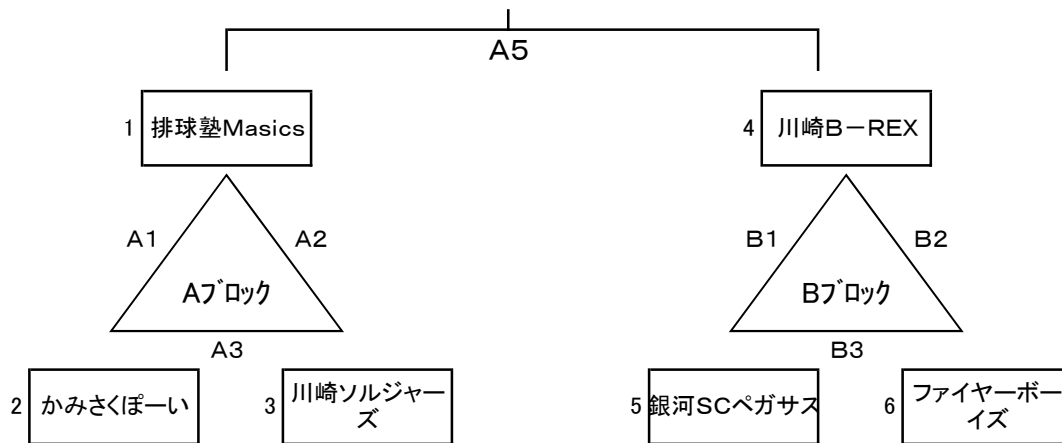 A5
1 排球塾Masics
4 川崎B－REX
A1 A2
B1 B2
Aブロック
Bブロック
A3
B3
2 かみさくぽーい
3 川崎ソルジャー
ズ
5 銀河SCペガサス
6 ファイヤーボー
イズ